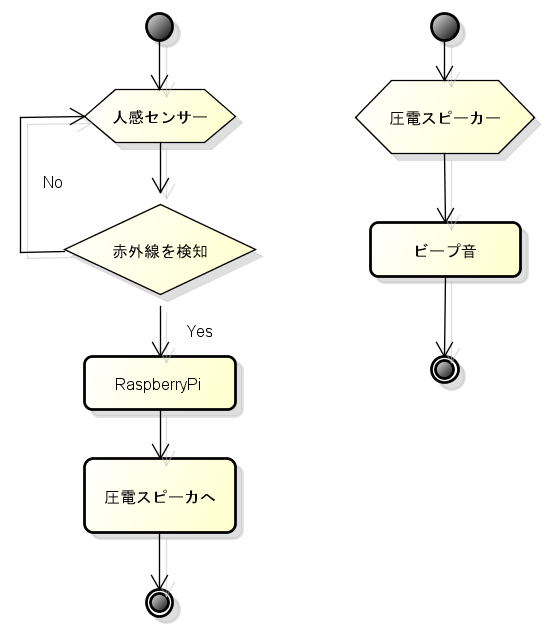 人感センサー
No
赤外線を検知
Yes
RaspberryPi
圧電スピーカへ
圧電スピーカー
ビープ音